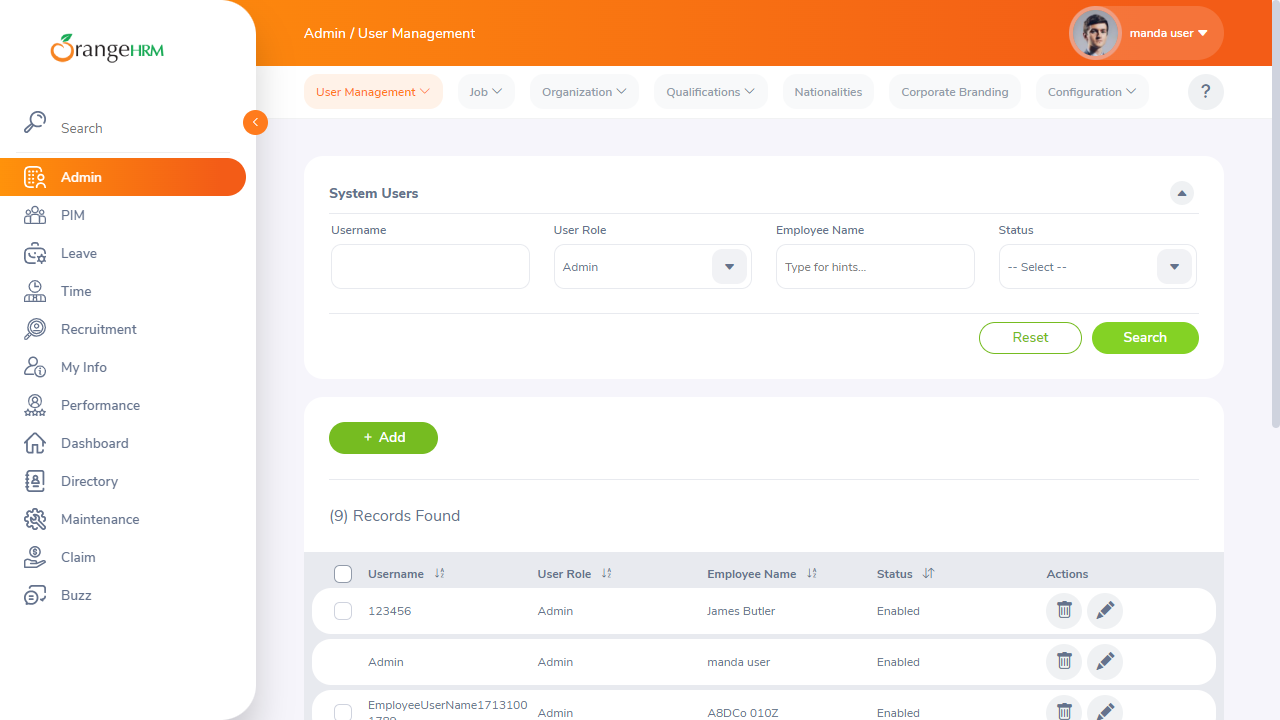 OrangeHRM
Search
Admin
PIM
Leave
Time
Recruitment
My Info
Performance
Dashboard
Directory
Maintenance
Claim
Buzz
Admin / User Management
manda user
User Management
Job
Organization
Qualifications
Nationalities
Corporate Branding
Configuration
?
System Users
Username
User Role
Employee Name
Status
Admin
Type for hints...
-- Select --
Reset
Search
+ Add
(9) Records Found
Username
User Role
Employee Name
Status
Actions
123456
Admin
James Butler
Enabled
Admin
Admin
manda user
Enabled
EmployeeUserName1713100
Admin
A8DCo 010Z
Enabled